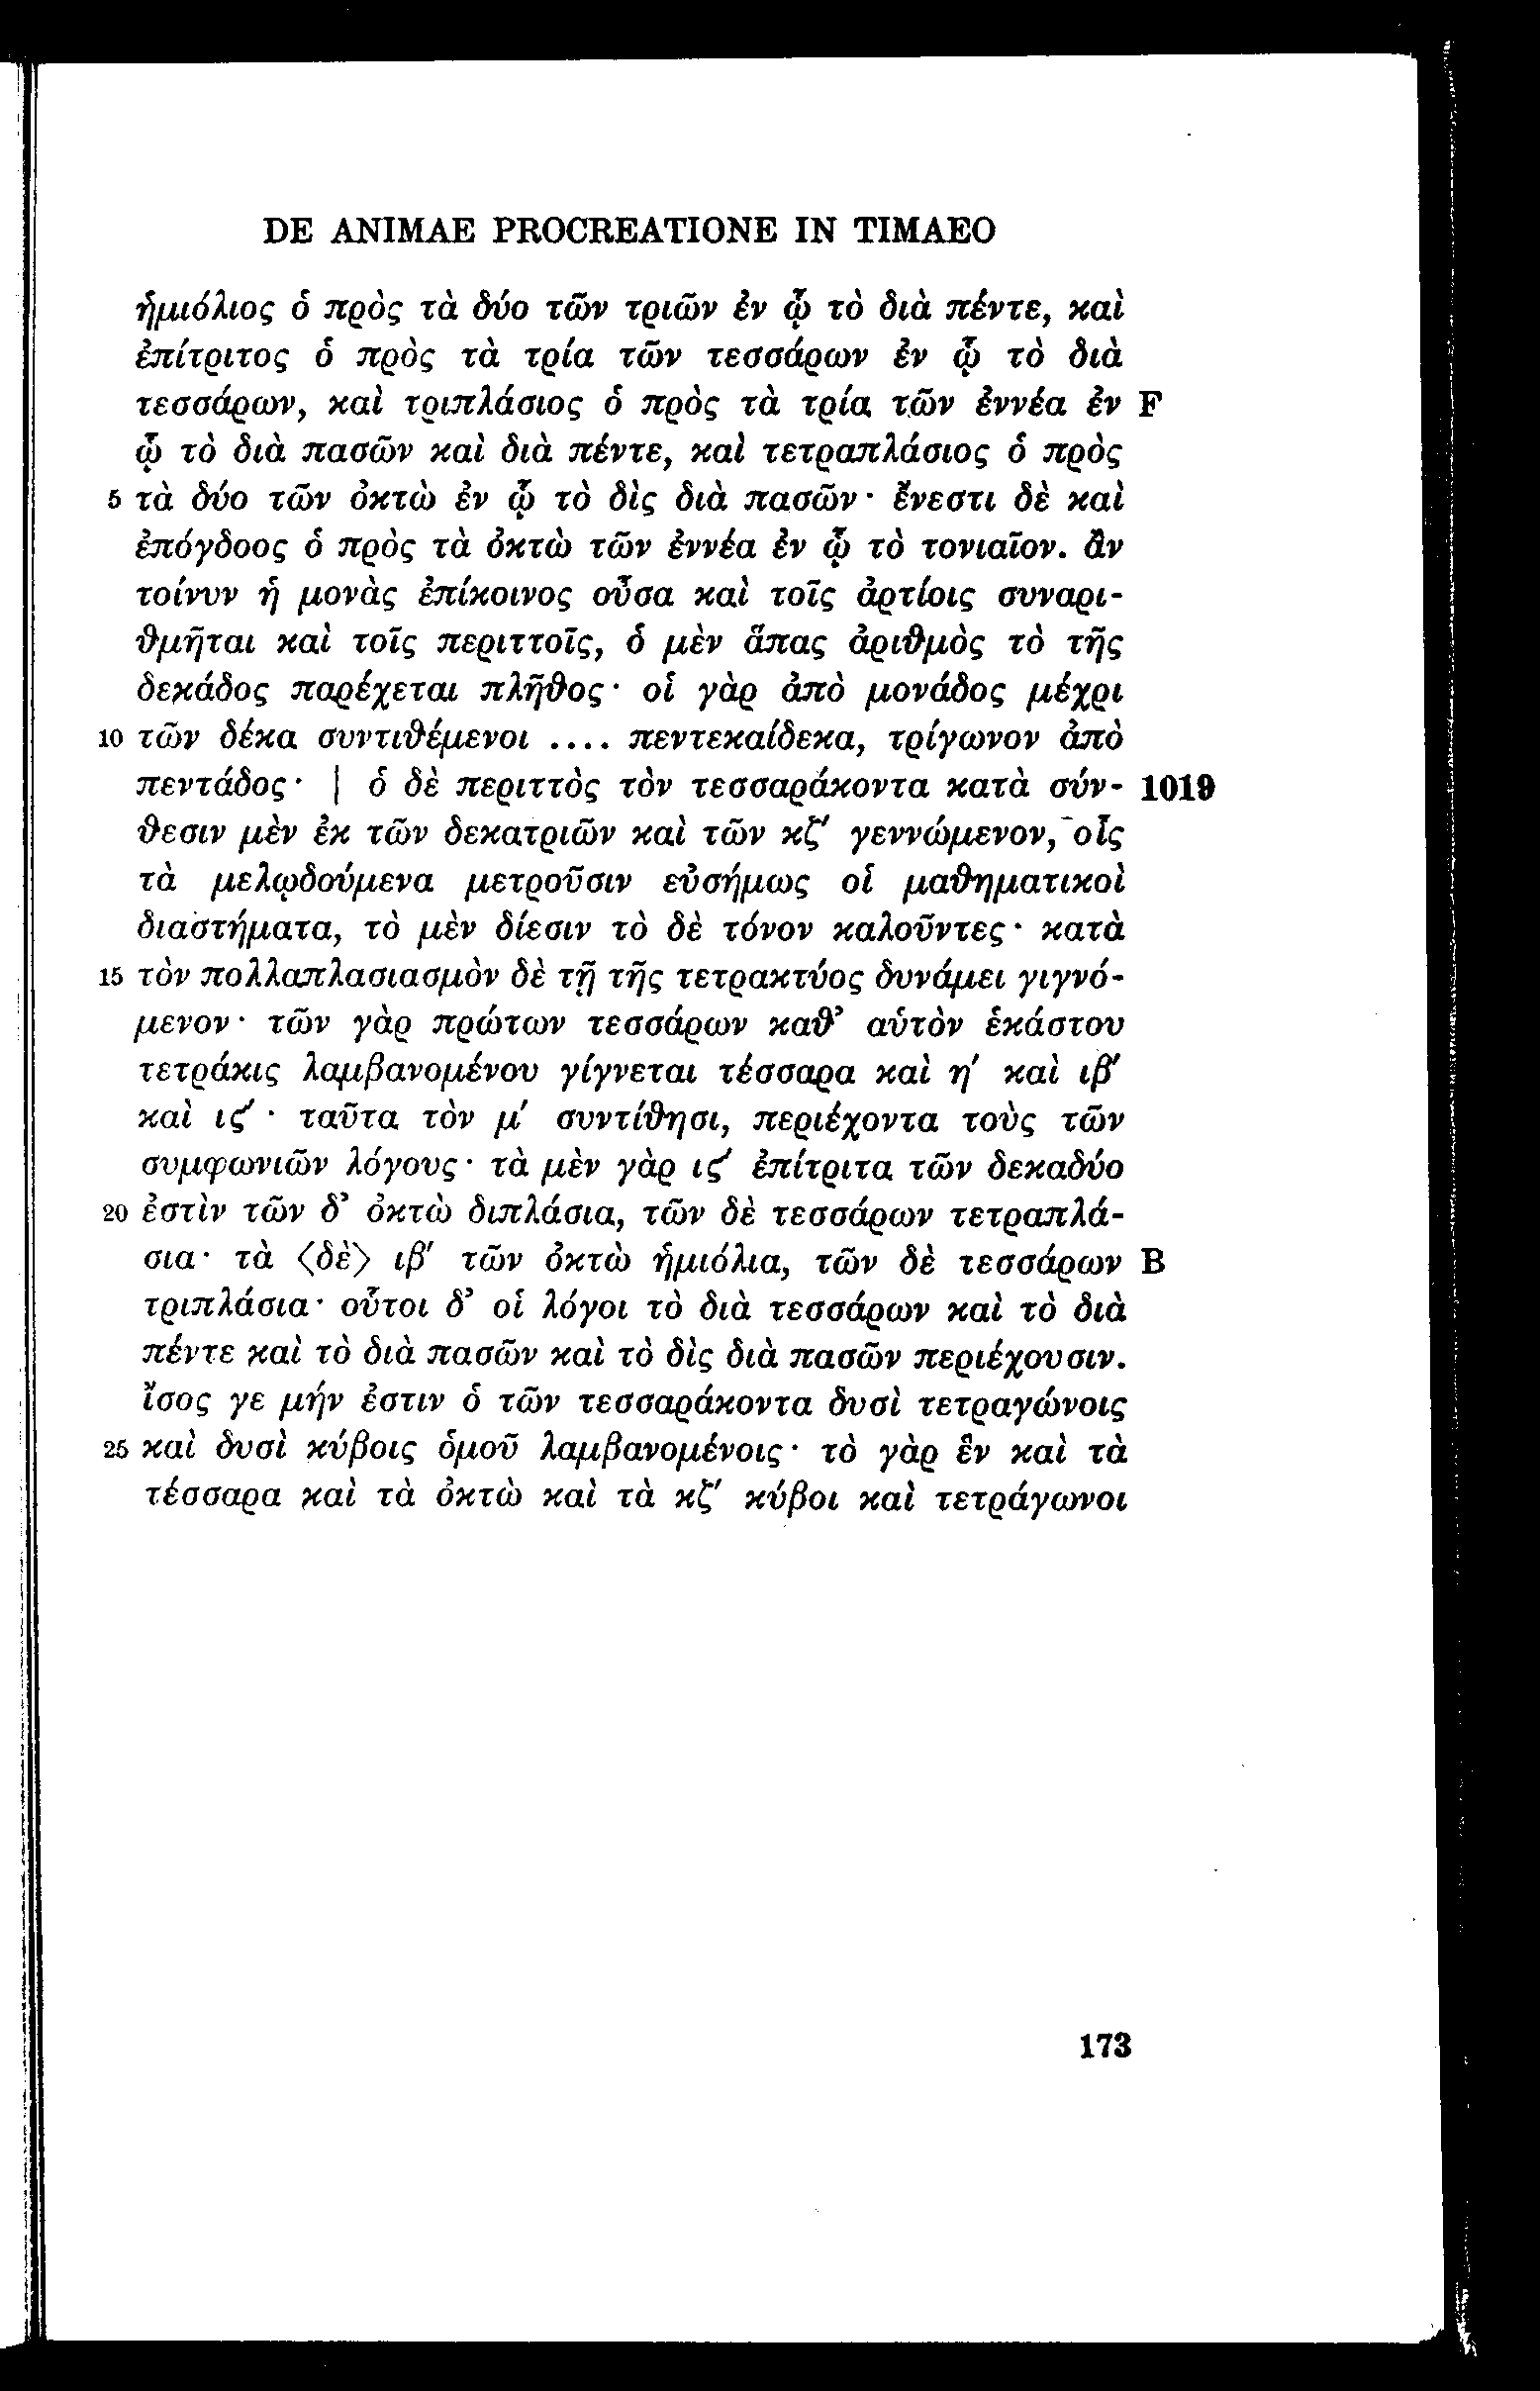 DE ANIMAE PROCREATIONE IN TIMAEO
ἡμιόλιος ὁ πρὸς τὰ δύο τῶν τριῶν ἐν ᾧ τὸ διὰ πέντε, καὶ
ἐπίτριτος ὁ πρὸς τὰ τρία τῶν τεσσάρων ἐν ᾧ τὸ διὰ
τεσσάρων, καὶ τριπλάσιος ὁ πρὸς τὰ τρία τῶν ἐννέα ἐν F
ᾧ τὸ διὰ πασῶν καὶ διὰ πέντε, καὶ τετραπλάσιος ὁ πρὸς
5 τὰ δύο τῶν ὀκτὼ ἐν ᾧ τὸ δὶς διὰ πασῶν· ἔνεστι δὲ καὶ
ἐπόγδοος ὁ πρὸς τὰ ὀκτὼ τῶν ἐννέα ἐν ᾧ τὸ τονιαῖον. ἂν
τοίνυν ἡ μονὰς ἐπίκοινος οὖσα καὶ τοῖς ἀρτίοις συναρι-
θμῆται καὶ τοῖς περιττοῖς, ὁ μὲν ἅπας ἀριθμὸς τὸ τῆς
δεκάδος παρέχεται πλῆθος· οἱ γὰρ ἀπὸ μονάδος μέχρι
10 τῶν δέκα συντιθέμενοι .... πεντεκαίδεκα, τρίγωνον ἀπὸ
πεντάδος· | ὁ δὲ περιττὸς τὸν τεσσαράκοντα κατὰ σύν- 1019
θεσιν μὲν ἐκ τῶν δεκατριῶν καὶ τῶν κζ′ γεννώμενον, οἷς
τὰ μελῳδούμενα μετροῦσιν εὐσήμως οἱ μαθηματικοὶ
διαστήματα, τὸ μὲν δίεσιν τὸ δὲ τόνον καλοῦντες· κατὰ
15 τὸν πολλαπλασιασμὸν δὲ τῇ τῆς τετρακτύος δυνάμει γιγνό-
μενον· τῶν γὰρ πρώτων τεσσάρων καθ’ αὑτὸν ἑκάστου
τετράκις λαμβανομένου γίγνεται τέσσαρα καὶ η′ καὶ ιβ′
καὶ ις′· ταῦτα τὸν μ′ συντίθησι, περιέχοντα τοὺς τῶν
συμφωνιῶν λόγους· τὰ μὲν γὰρ ις′ ἐπίτριτα τῶν δεκαδύο
20 ἐστὶν τῶν δ’ ὀκτὼ διπλάσια, τῶν δὲ τεσσάρων τετραπλά-
σια· τὰ ⟨δὲ⟩ ιβ′ τῶν ὀκτὼ ἡμιόλια, τῶν δὲ τεσσάρων B
τριπλάσια· οὗτοι δ’ οἱ λόγοι τὸ διὰ τεσσάρων καὶ τὸ διὰ
πέντε καὶ τὸ διὰ πασῶν καὶ τὸ δὶς διὰ πασῶν περιέχουσιν.
ἴσος γε μήν ἐστιν ὁ τῶν τεσσαράκοντα δυσὶ τετραγώνοις
25 καὶ δυσὶ κύβοις ὁμοῦ λαμβανομένοις· τὸ γὰρ ἓν καὶ τὰ
τέσσαρα καὶ τὰ ὀκτὼ καὶ τὰ κζ′ κύβοι καὶ τετράγωνοι
173